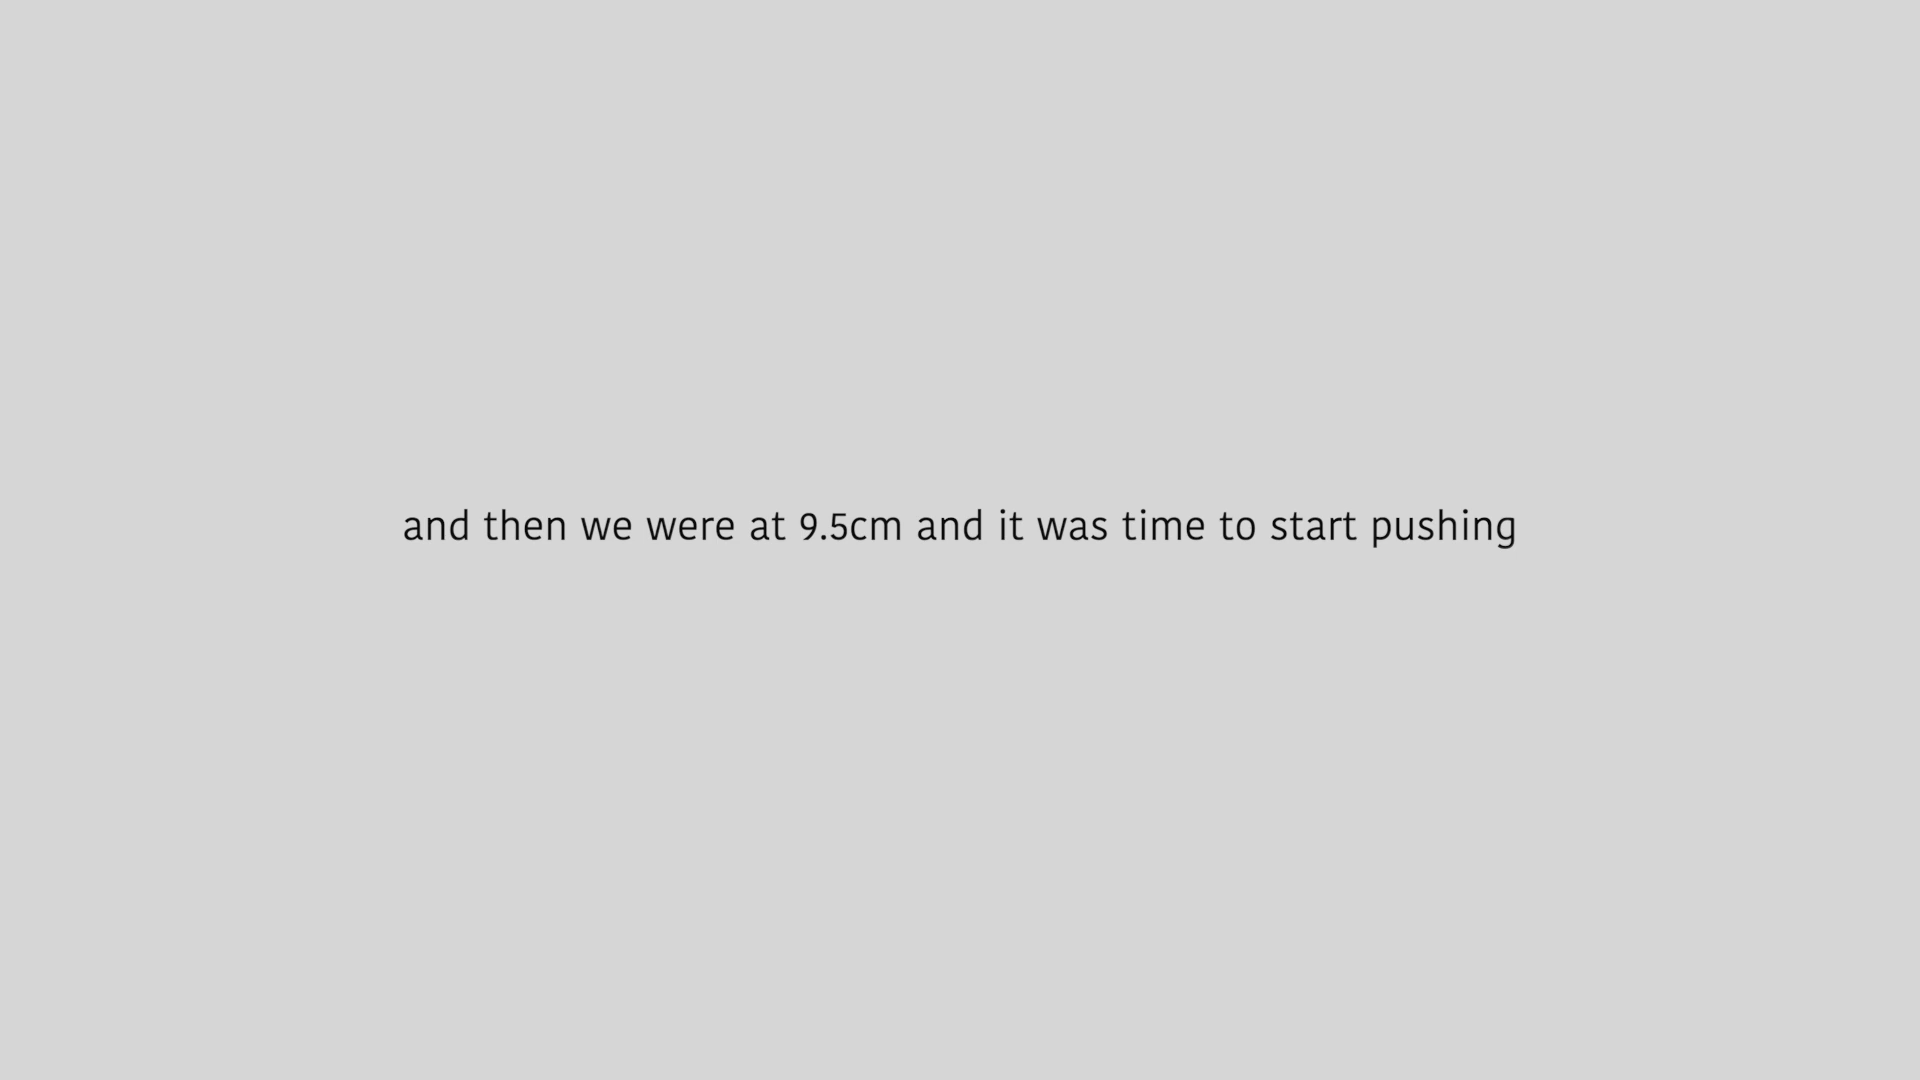 and then we were at 9.5cm and it was time to start pushing